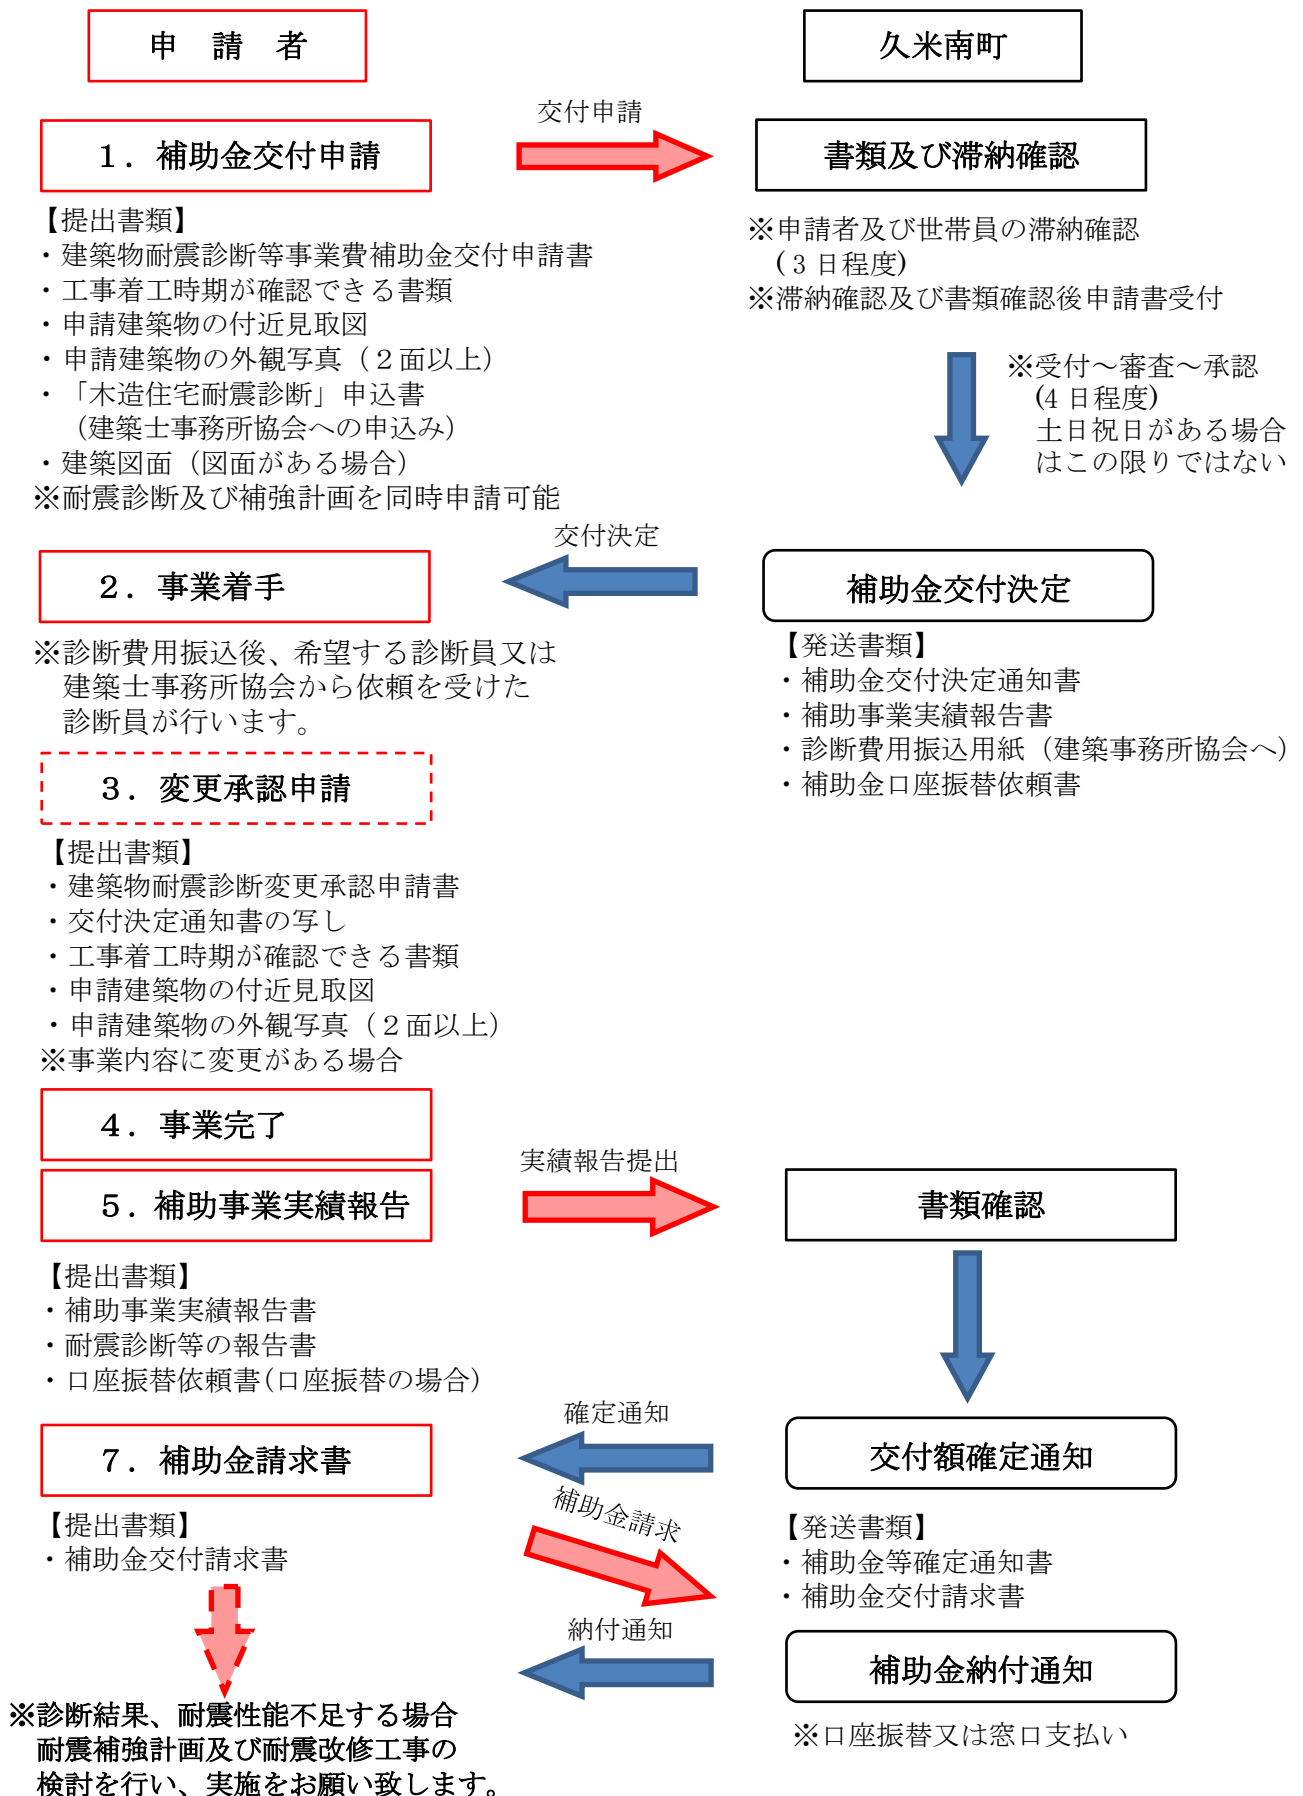 申　請　者
久米南町
交付申請
１．補助金交付申請
書類及び滞納確認
【提出書類】
・建築物耐震診断等事業費補助金交付申請書
・工事着工時期が確認できる書類
・申請建築物の付近見取図
・申請建築物の外観写真（２面以上）
・「木造住宅耐震診断」申込書
（建築士事務所協会への申込み）
・建築図面（図面がある場合）
※耐震診断及び補強計画を同時申請可能
※申請者及び世帯員の滞納確認
(３日程度)
※滞納確認及び書類確認後申請書受付
※受付～審査～承認
(4 日程度)
土日祝日がある場合
はこの限りではない
交付決定
２．事業着手
補助金交付決定
※診断費用振込後、希望する診断員又は
建築士事務所協会から依頼を受けた
診断員が行います。
【発送書類】
・補助金交付決定通知書
・補助事業実績報告書
・診断費用振込用紙（建築事務所協会へ）
・補助金口座振替依頼書
３．変更承認申請
【提出書類】
・建築物耐震診断変更承認申請書
・交付決定通知書の写し
・工事着工時期が確認できる書類
・申請建築物の付近見取図
・申請建築物の外観写真（２面以上）
※事業内容に変更がある場合
４．事業完了
実績報告提出
５．補助事業実績報告
書類確認
【提出書類】
・補助事業実績報告書
・耐震診断等の報告書
・口座振替依頼書(口座振替の場合)
確定通知
７．補助金請求書
交付額確定通知
【提出書類】
・補助金交付請求書
補助金請求
【発送書類】
・補助金等確定通知書
・補助金交付請求書
納付通知
補助金納付通知
※口座振替又は窓口支払い
※診断結果、耐震性能不足する場合
耐震補強計画及び耐震改修工事の
検討を行い、実施をお願い致します。